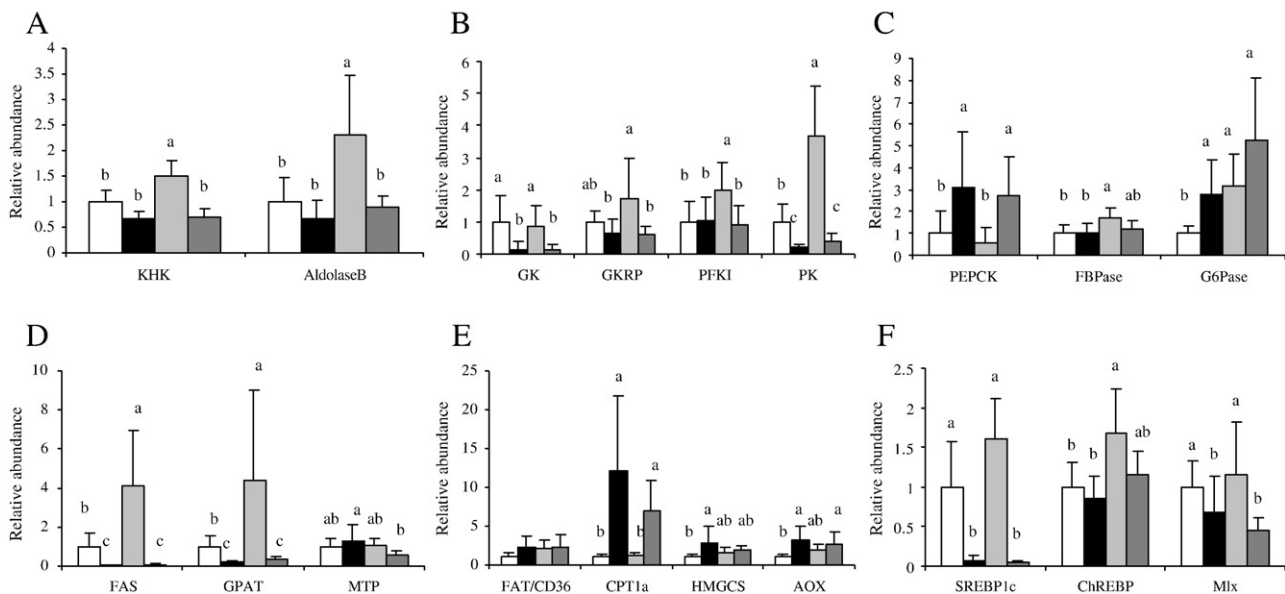 A
Relative abundance
4
3.5
3
2.5
2
1.5
1
0.5
0
b
b
a
b
b
b
a
b
KHK
AldolaseB
B
Relative abundance
6
5
4
3
2
1
0
a
b
a
b
ab
b
a
b
b
b
a
b
b
c
a
c
GK
GKRP
PFKI
PK
C
Relative abundance
9
8
7
6
5
4
3
2
1
0
b
a
b
a
b
b
a
ab
b
a
a
a
PEPCK
FBPase
G6Pase
D
Relative abundance
10
8
6
4
2
0
b
c
a
c
b
c
a
c
ab
a
ab
b
FAS
GPAT
MTP
E
Relative abundance
25
20
15
10
5
0
b
a
b
a
b
a
ab
ab
b
a
ab
a
FAT/CD36
CPT1a
HMGCS
AOX
F
Relative abundance
2.5
2
1.5
1
0.5
0
a
b
a
b
b
b
a
ab
a
b
a
b
SREBP1c
ChREBP
Mlx